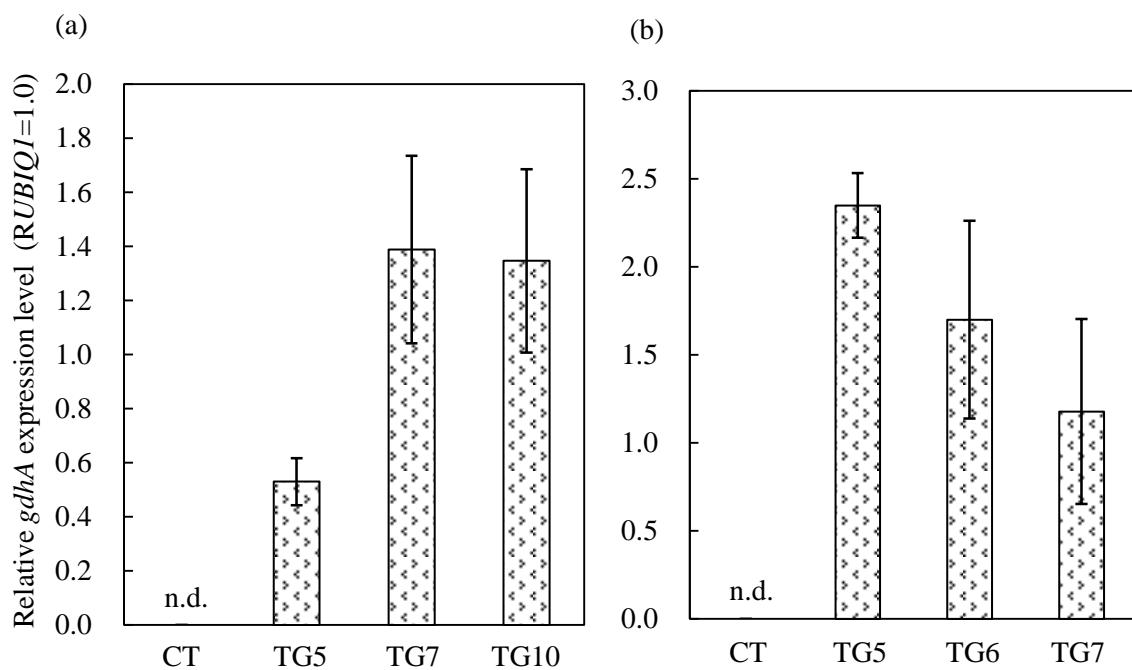 (a)
Relative gdhA expression level (RUBIQ1=1.0)
2.0
1.8
1.6
1.4
1.2
1.0
0.8
0.6
0.4
0.2
0.0
n.d.
CT TG5 TG7 TG10
(b)
3.0
2.5
2.0
1.5
1.0
0.5
0.0
n.d.
CT TG5 TG6 TG7